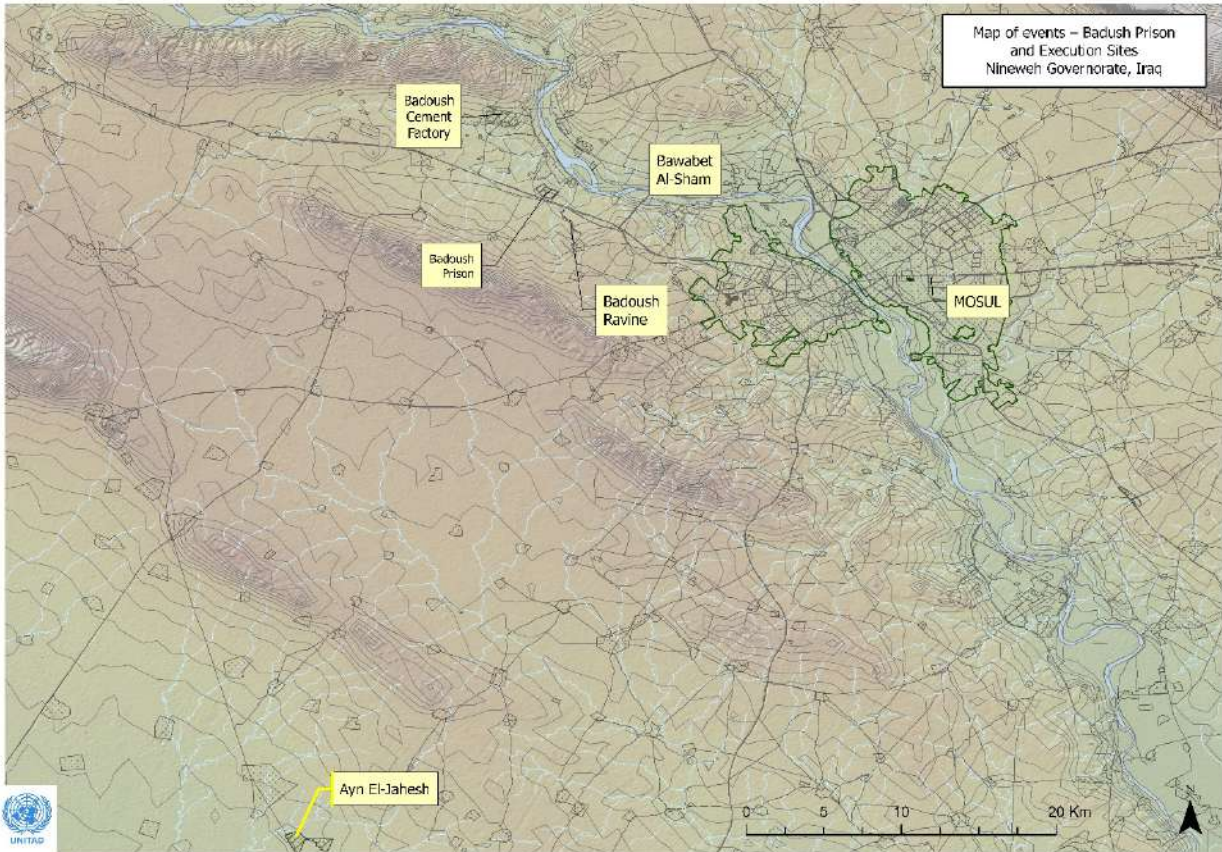 Map of events – Badush Prison
and Execution Sites
Nineweh Governorate, Iraq
Badoush
Cement
Factory
Bawabet
Al-Sham
Badoush
Prison
Badoush
Ravine
MOSUL
Ayn El-Jahesh
0 5 10 20 Km
N
UNITAD